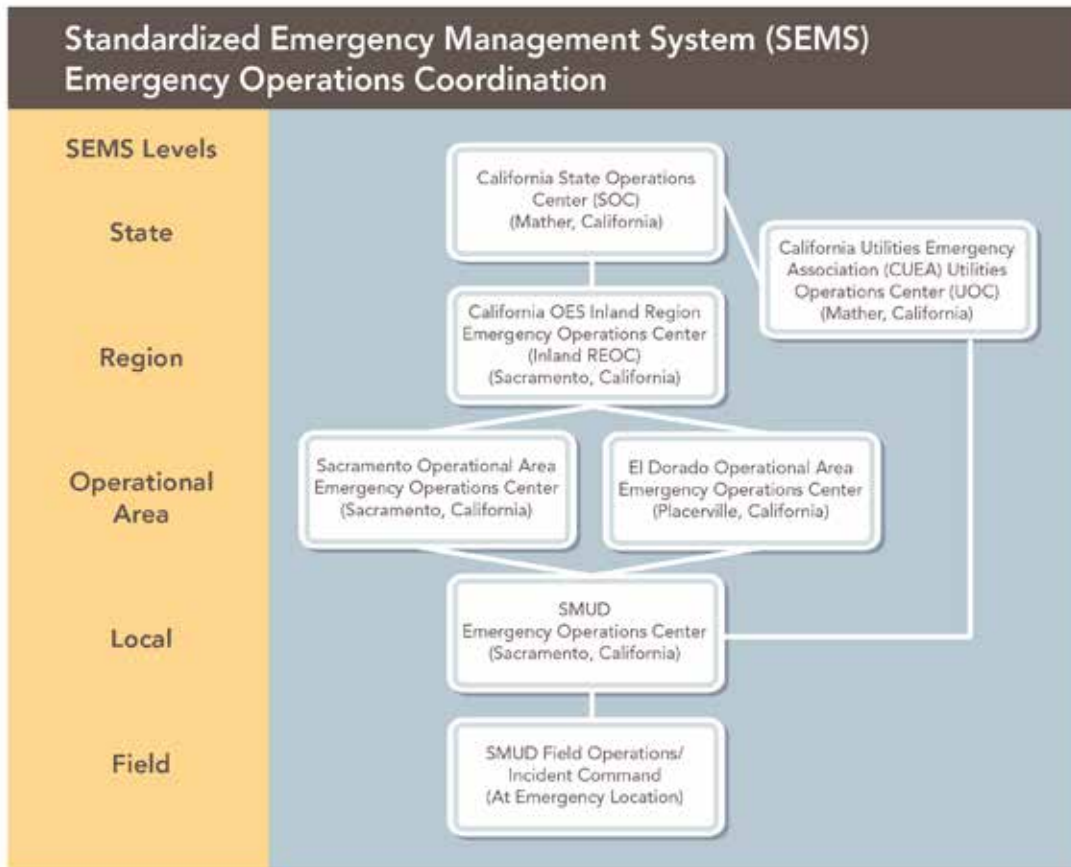 Standardized Emergency Management System (SEMS)
Emergency Operations Coordination
SEMS Levels
State
California State Operations
Center (SOC)
(Mather, California)
California Utilities Emergency
Association (CUEA) Utilities
Operations Center (UOC)
(Mather, California)
Region
California OES Inland Region
Emergency Operations Center
(Inland REOC)
(Sacramento, California)
Operational
Area
Sacramento Operational Area
Emergency Operations Center
(Sacramento, California)
El Dorado Operational Area
Emergency Operations Center
(Placerville, California)
Local
SMUD
Emergency Operations Center
(Sacramento, California)
Field
SMUD Field Operations/
Incident Command
(At Emergency Location)